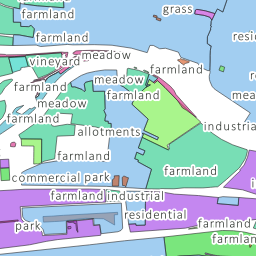 farmland
grass
farmland
resid
meadow
vineyard
farmland
meadow
farmland
farmland
resi
mea
meadow
farmland
allotments
industrial
farmland
farmland
commercial park
i
farmland industrial
residential
park
farmland
farmland